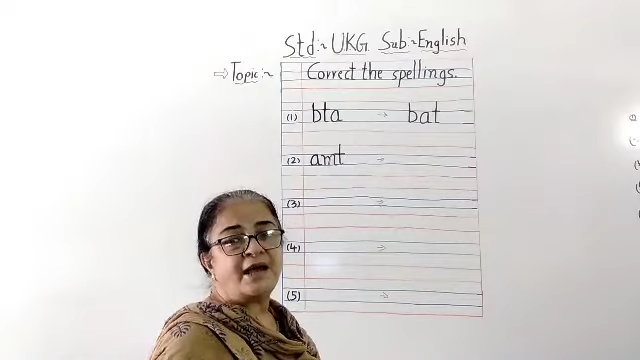 Std:~ UKG Sub:~ English
⇒ Topic:~ Correct the spellings.
(1) bta → bat
(2) amt →
(3) →
(4) →
(5) →